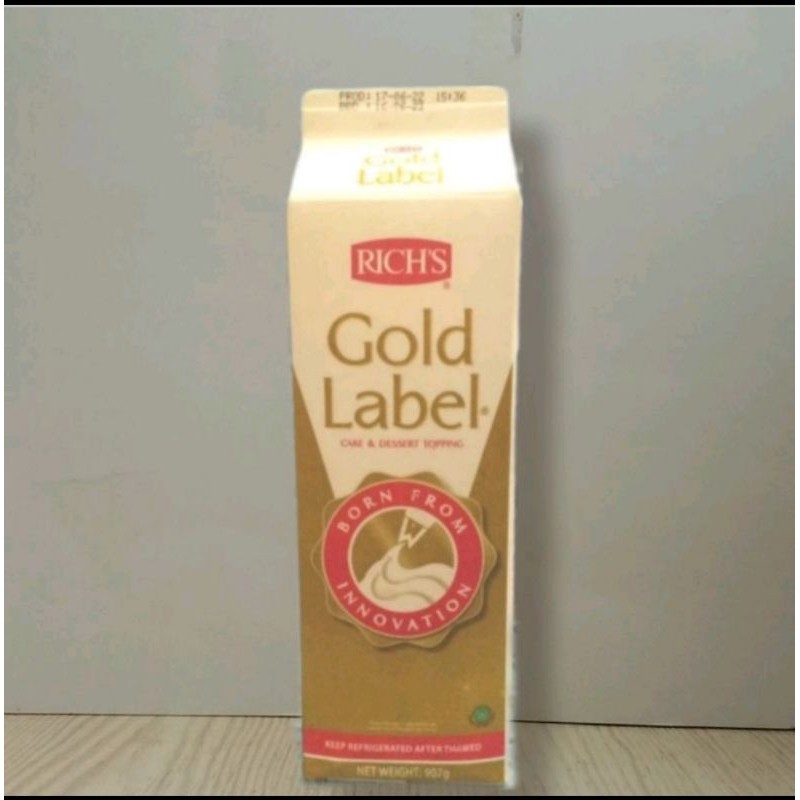 PROD: 17-06-22 15:36
Gold
Label
RICH'S
®
Gold
Label®
CAKE & DESSERT TOPPING
BORN FROM
INNOVATION
KEEP REFRIGERATED AFTER THAWED
NET WEIGHT: 907g